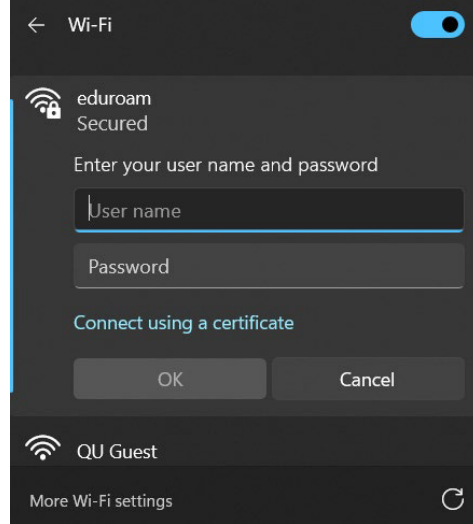 Wi-Fi
eduroam
Secured
Enter your user name and password
User name
Password
Connect using a certificate
OK
Cancel
QU Guest
More Wi-Fi settings